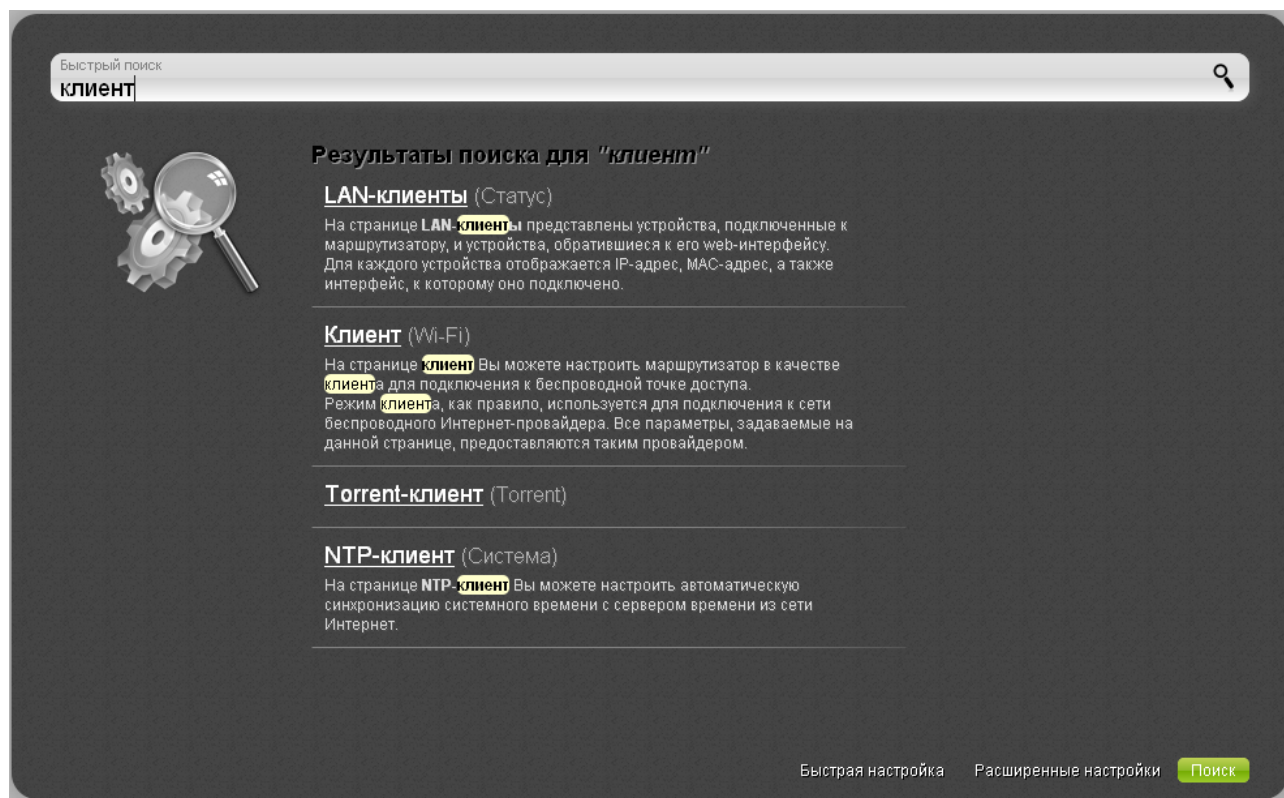 Быстрый поиск
клиент
Результаты поиска для "клиент"
LAN-клиенты (Статус)
На странице LAN-клиенты представлены устройства, подключенные к
маршрутизатору, и устройства, обратившиеся к его web-интерфейсу.
Для каждого устройства отображается IP-адрес, MAC-адрес, а также
интерфейс, к которому оно подключено.
Клиент (Wi-Fi)
На странице клиент Вы можете настроить маршрутизатор в качестве
клиента для подключения к беспроводной точке доступа.
Режим клиента, как правило, используется для подключения к сети
беспроводного Интернет-провайдера. Все параметры, задаваемые на
данной странице, предоставляются таким провайдером.
Torrent-клиент (Torrent)
NTP-клиент (Система)
На странице NTP-клиент Вы можете настроить автоматическую
синхронизацию системного времени с сервером времени из сети
Интернет.
Быстрая настройка Расширенные настройки Поиск